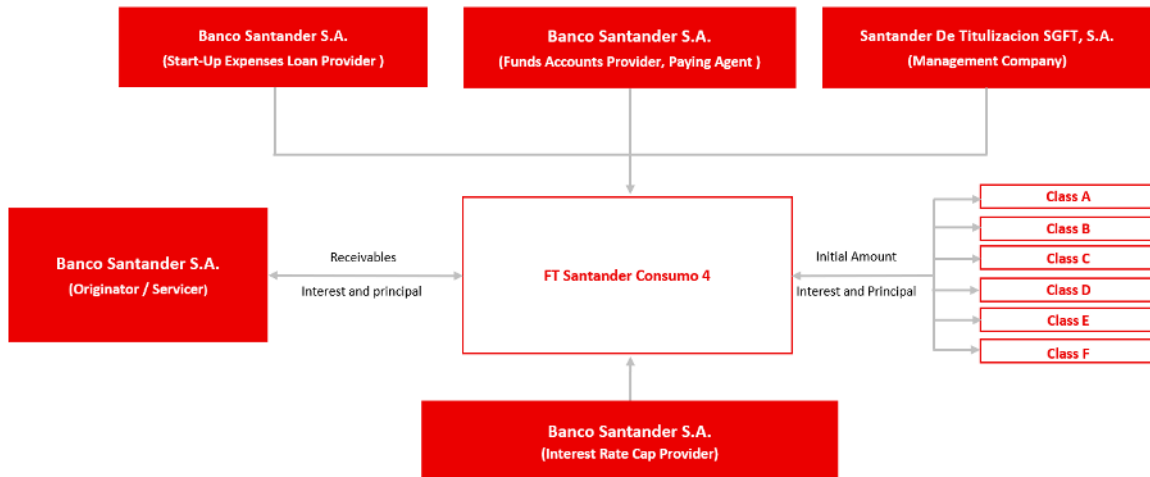 Banco Santander S.A.
(Start-Up Expenses Loan Provider )
Banco Santander S.A.
(Funds Accounts Provider, Paying Agent )
Santander De Titulizacion SGFT, S.A.
(Management Company)
Banco Santander S.A.
(Originator / Servicer)
Receivables
Interest and principal
FT Santander Consumo 4
Initial Amount
Interest and Principal
Class A
Class B
Class C
Class D
Class E
Class F
Banco Santander S.A.
(Interest Rate Cap Provider)